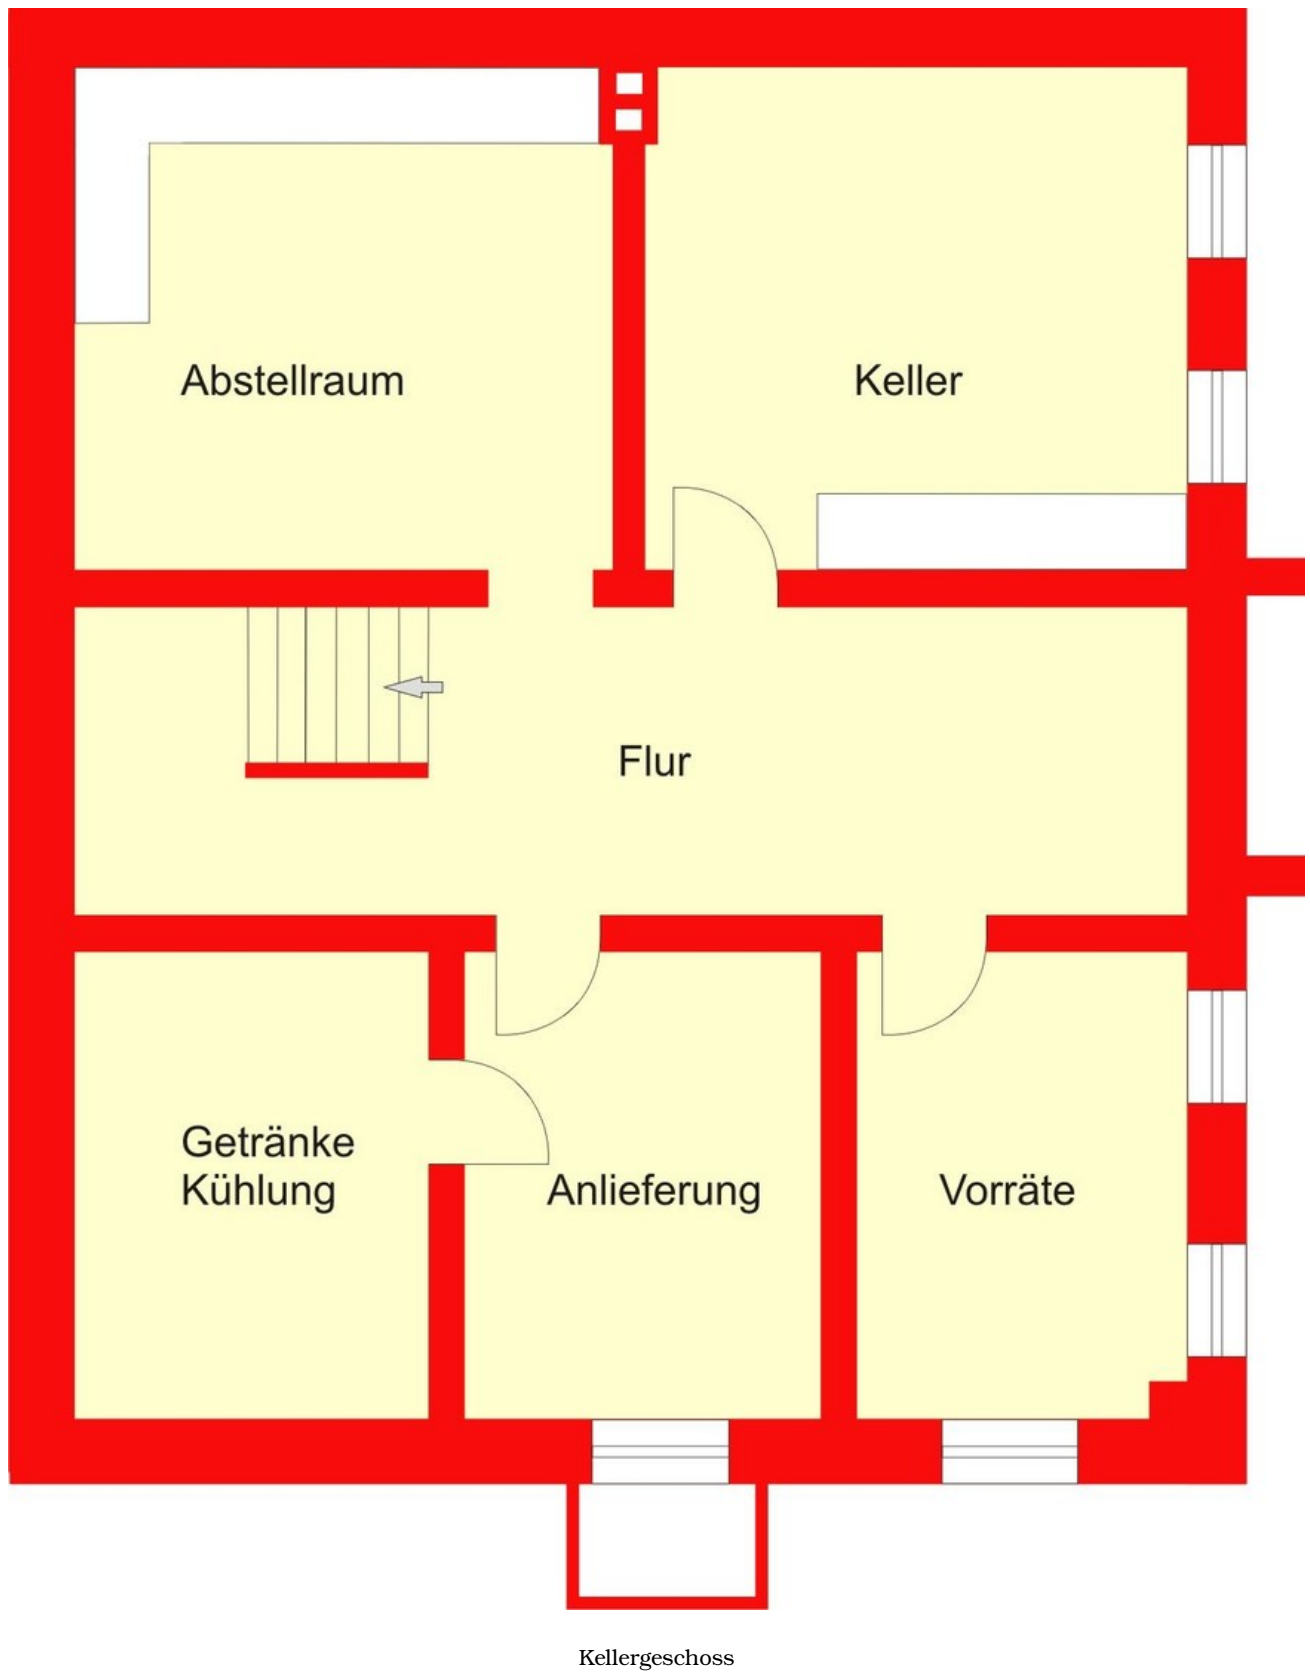 Abstellraum
Keller
Flur
Getränke
Kühlung
Anlieferung
Vorräte
Kellergeschoss